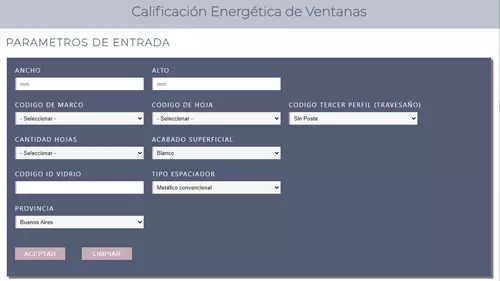 Calificación Energética de Ventanas
PARAMETROS DE ENTRADA
ANCHO
mm
ALTO
mm
CODIGO DE MARCO
- Seleccionar -
CODIGO DE HOJA
- Seleccionar -
CODIGO TERCER PERFIL (TRAVESAÑO)
Sin Poste
CANTIDAD HOJAS
- Seleccionar -
ACABADO SUPERFICIAL
Blanco
CODIGO ID VIDRIO
TIPO ESPACIADOR
Metálico convencional
PROVINCIA
Buenos Aires
ACEPTAR
LIMPIAR